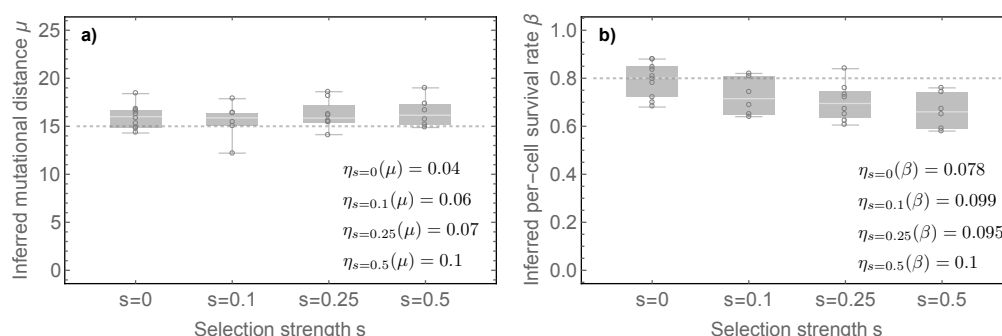 a)
Inferred mutational distance μ
25
20
15
10
5
0
η_{s=0}(μ) = 0.04
η_{s=0.1}(μ) = 0.06
η_{s=0.25}(μ) = 0.07
η_{s=0.5}(μ) = 0.1
s=0 s=0.1 s=0.25 s=0.5
Selection strength s
b)
Inferred per-cell survival rate β
1.0
0.8
0.6
0.4
0.2
0.0
η_{s=0}(β) = 0.078
η_{s=0.1}(β) = 0.099
η_{s=0.25}(β) = 0.095
η_{s=0.5}(β) = 0.1
s=0 s=0.1 s=0.25 s=0.5
Selection strength s